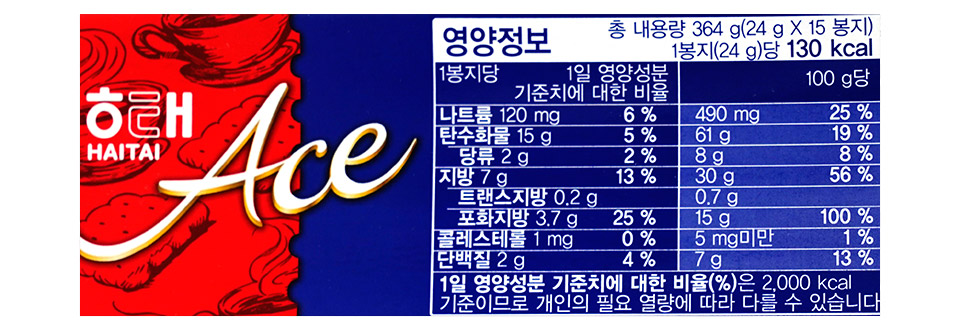 해태
HAITAI
Ace
영양정보
총 내용량 364 g(24 g X 15 봉지)
1봉지(24 g)당 130 kcal
1봉지당 1일 영양성분 기준치에 대한 비율 100 g당
나트륨 120 mg 6 % 490 mg 25 %
탄수화물 15 g 5 % 61 g 19 %
당류 2 g 2 % 8 g 8 %
지방 7 g 13 % 30 g 56 %
트랜스지방 0.2 g 0.7 g
포화지방 3.7 g 25 % 15 g 100 %
콜레스테롤 1 mg 0 % 5 mg미만 1 %
단백질 2 g 4 % 7 g 13 %
1일 영양성분 기준치에 대한 비율(%)은 2,000 kcal
기준이므로 개인의 필요 열량에 따라 다를 수 있습니다